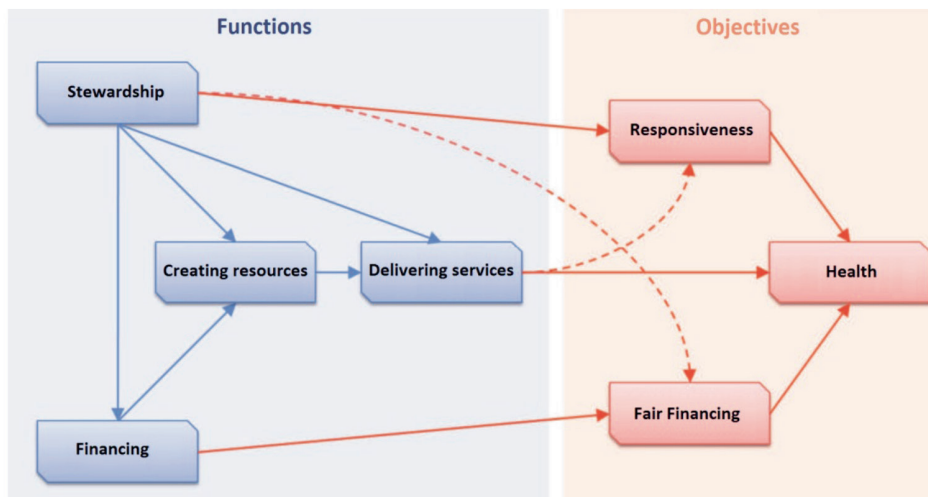 Functions
Objectives
Stewardship
Responsiveness
Creating resources
Delivering services
Health
Financing
Fair Financing